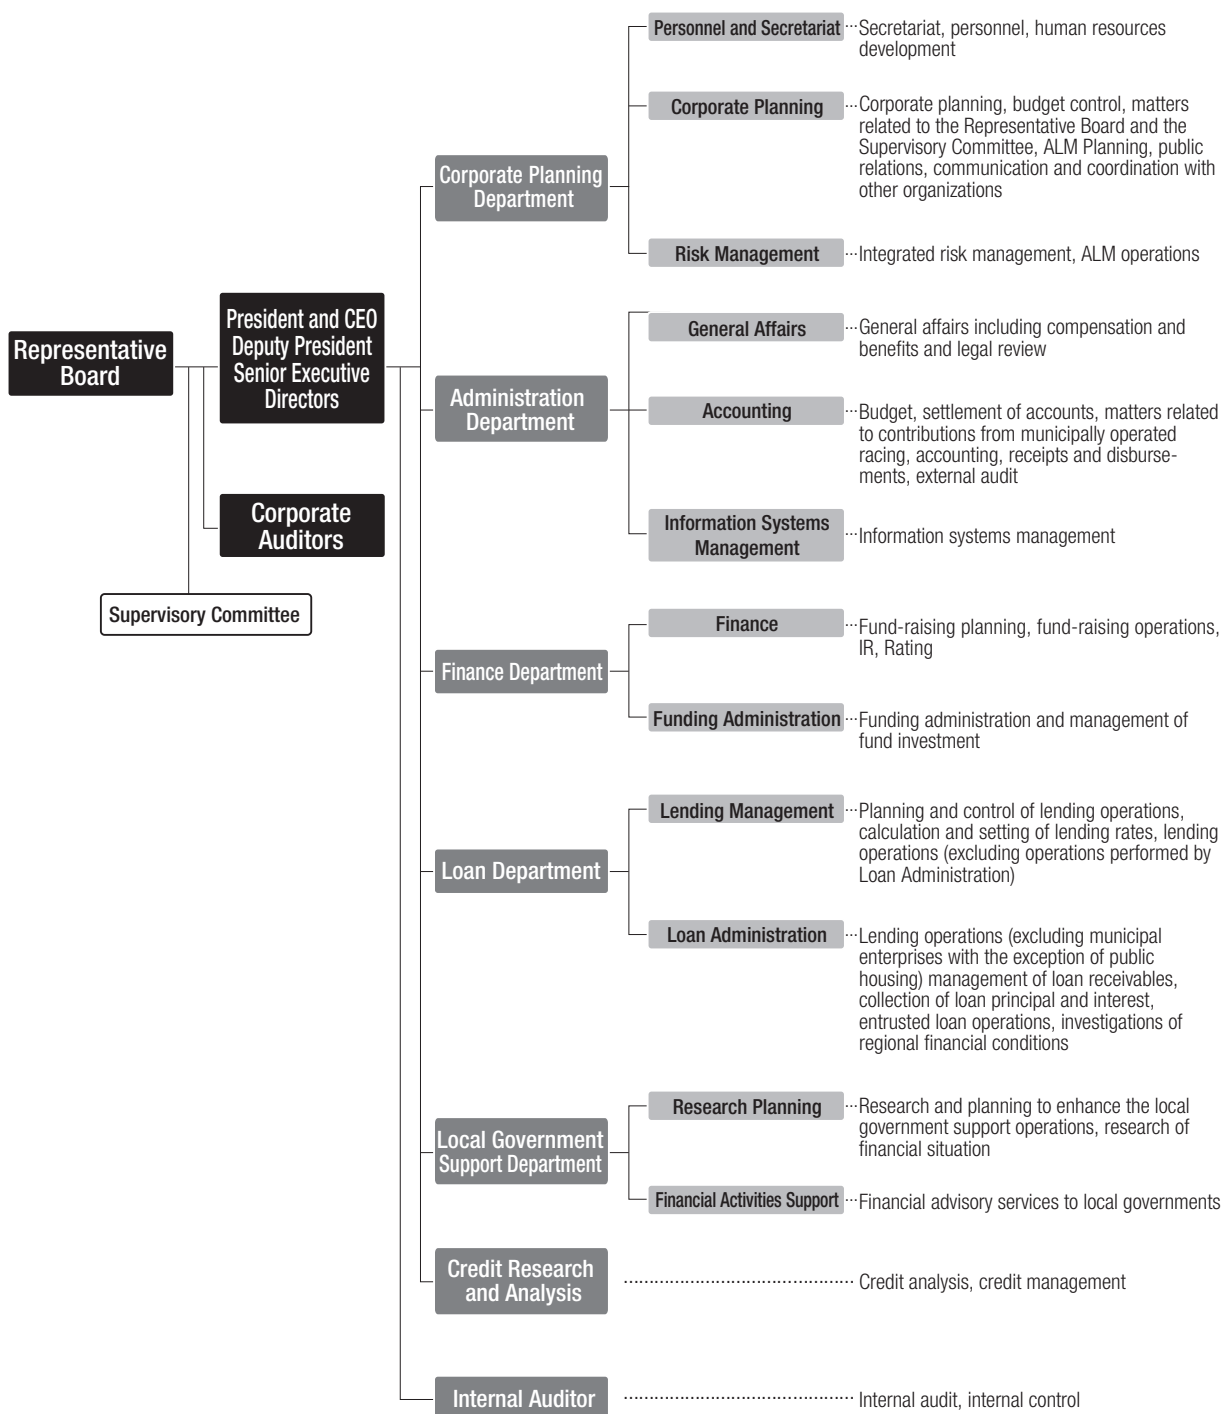 Representative
Board
President and CEO
Deputy President
Senior Executive
Directors
Corporate
Auditors
Supervisory Committee
Corporate Planning
Department
Personnel and Secretariat
Secretariat, personnel, human resources
development
Corporate Planning
Corporate planning, budget control, matters
related to the Representative Board and the
Supervisory Committee, ALM Planning, public
relations, communication and coordination with
other organizations
Risk Management
Integrated risk management, ALM operations
Administration
Department
General Affairs
General affairs including compensation and
benefits and legal review
Accounting
Budget, settlement of accounts, matters related
to contributions from municipally operated
racing, accounting, receipts and disburse-
ments, external audit
Information Systems
Management
Information systems management
Finance Department
Finance
Fund-raising planning, fund-raising operations,
IR, Rating
Funding Administration
Funding administration and management of
fund investment
Loan Department
Lending Management
Planning and control of lending operations,
calculation and setting of lending rates, lending
operations (excluding operations performed by
Loan Administration)
Loan Administration
Lending operations (excluding municipal
enterprises with the exception of public
housing) management of loan receivables,
collection of loan principal and interest,
entrusted loan operations, investigations of
regional financial conditions
Local Government
Support Department
Research Planning
Research and planning to enhance the local
government support operations, research of
financial situation
Financial Activities Support
Financial advisory services to local governments
Credit Research
and Analysis
Credit analysis, credit management
Internal Auditor
Internal audit, internal control